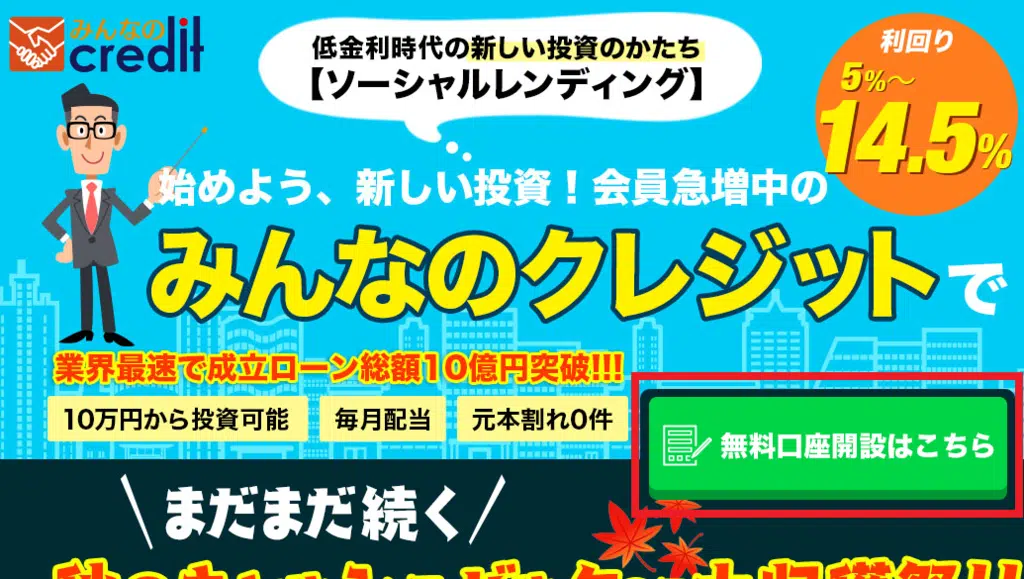 みんなの
credit
低金利時代の新しい投資のかたち
【ソーシャルレンディング】
利回り
5%～
14.5%
始めよう、新しい投資！会員急増中の
みんなのクレジットで
業界最速で成立ローン総額10億円突破!!!
10万円から投資可能
毎月配当
元本割れ0件
無料口座開設はこちら
まだまだ続く